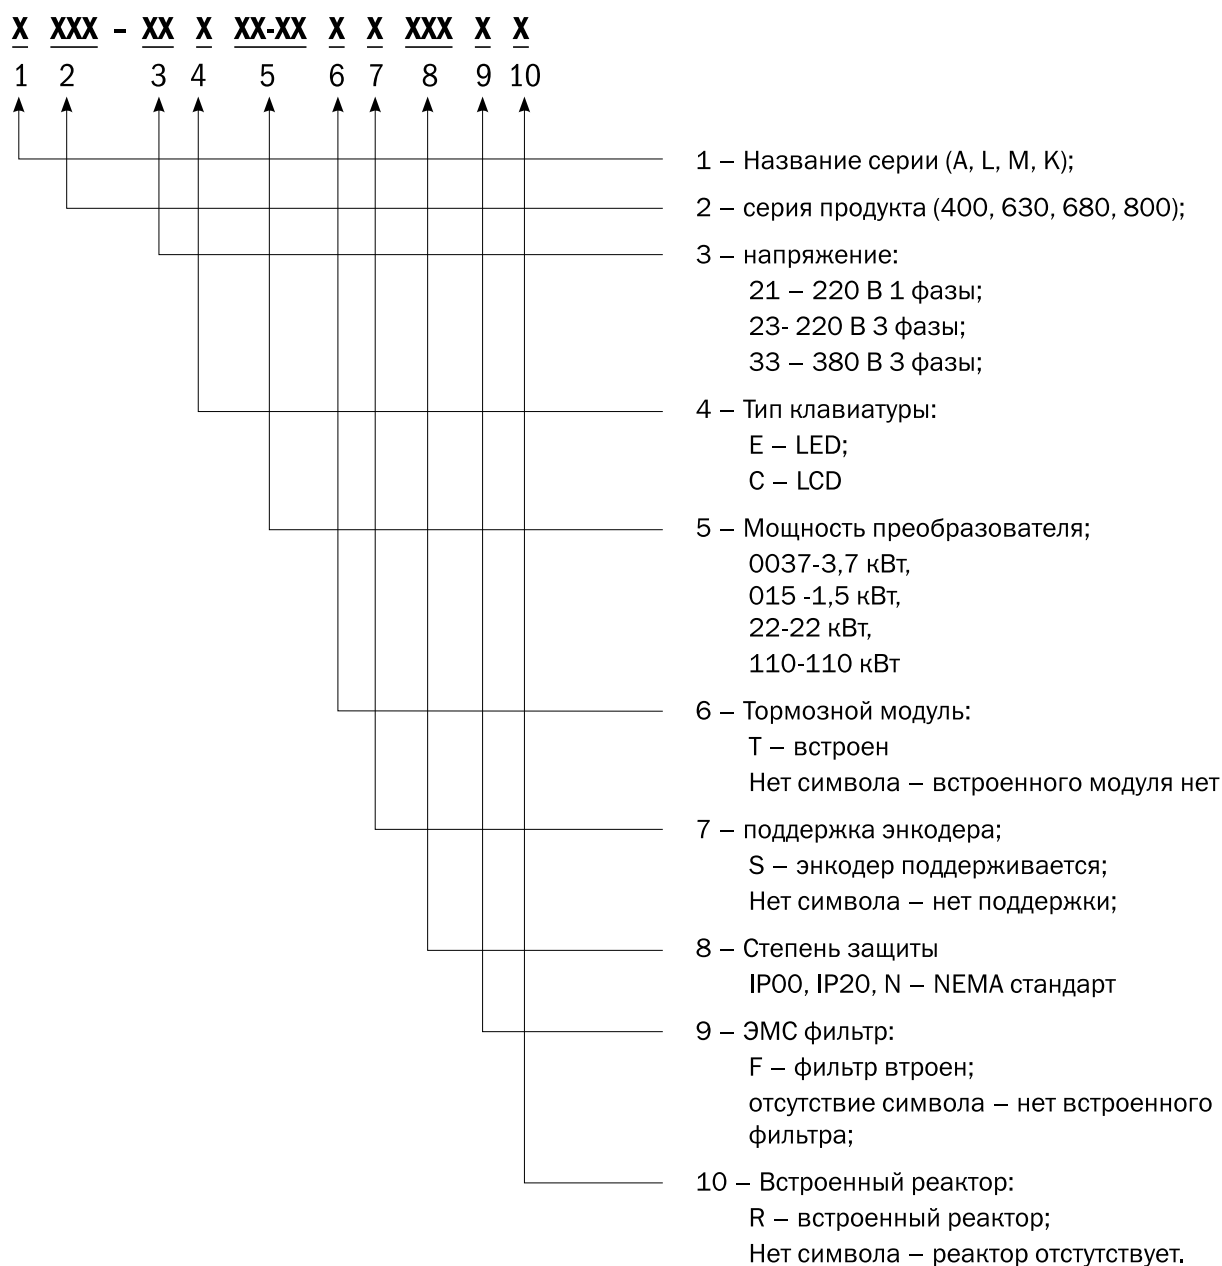 X XXX – XX X XX-XX X X XXX X X
1 2 3 4 5 6 7 8 9 10
1 – Название серии (A, L, M, K);
2 – серия продукта (400, 630, 680, 800);
3 – напряжение:
21 – 220 В 1 фазы;
23- 220 В 3 фазы;
33 – 380 В 3 фазы;
4 – Тип клавиатуры:
E – LED;
C – LCD
5 – Мощность преобразователя;
0037-3,7 кВт,
015 -1,5 кВт,
22-22 кВт,
110-110 кВт
6 – Тормозной модуль:
T – встроен
Нет символа – встроенного модуля нет
7 – поддержка энкодера;
S – энкодер поддерживается;
Нет символа – нет поддержки;
8 – Степень защиты
IP00, IP20, N – NEMA стандарт
9 – ЭМС фильтр:
F – фильтр втроен;
отсутствие символа – нет встроенного
фильтра;
10 – Встроенный реактор:
R – встроенный реактор;
Нет символа – реактор отстутствует.